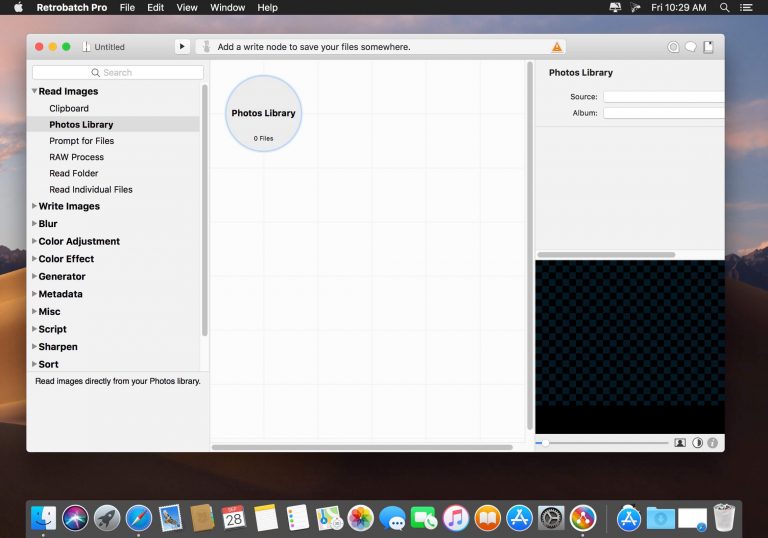 Retrobatch Pro File Edit View Window Help Fri 10:29 AM
Untitled
Add a write node to save your files somewhere.
Search
Read Images
Clipboard
Photos Library
Prompt for Files
RAW Process
Read Folder
Read Individual Files
Write Images
Blur
Color Adjustment
Color Effect
Generator
Metadata
Misc
Script
Sharpen
Sort
Read images directly from your Photos library.
Photos Library
0 Files
Photos Library
Source:
Album:
SEP
28